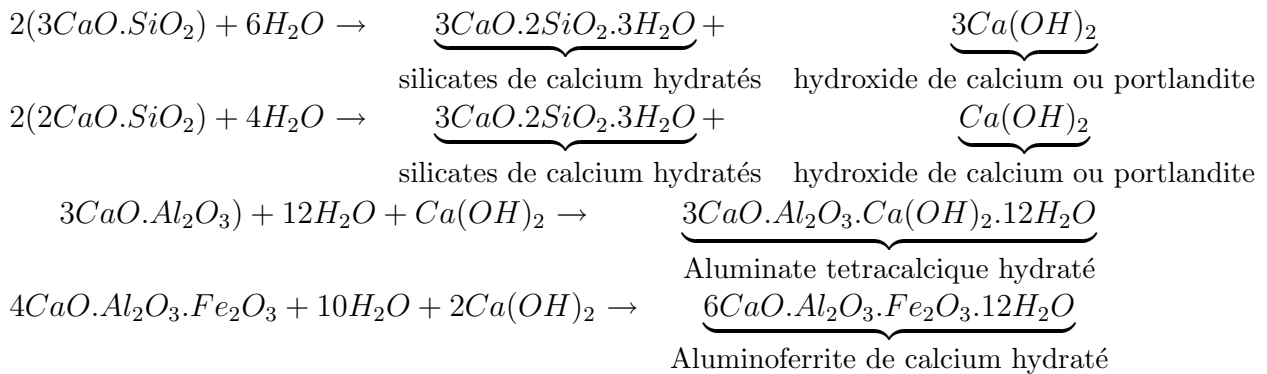 2(3CaO.SiO₂) + 6H₂O → 3CaO.2SiO₂.3H₂O + 3Ca(OH)₂
silicates de calcium hydratés hydroxide de calcium ou portlandite
2(2CaO.SiO₂) + 4H₂O → 3CaO.2SiO₂.3H₂O + Ca(OH)₂
silicates de calcium hydratés hydroxide de calcium ou portlandite
3CaO.Al₂O₃) + 12H₂O + Ca(OH)₂ → 3CaO.Al₂O₃.Ca(OH)₂.12H₂O
Aluminate tetracalcique hydraté
4CaO.Al₂O₃.Fe₂O₃ + 10H₂O + 2Ca(OH)₂ → 6CaO.Al₂O₃.Fe₂O₃.12H₂O
Aluminoferrite de calcium hydraté